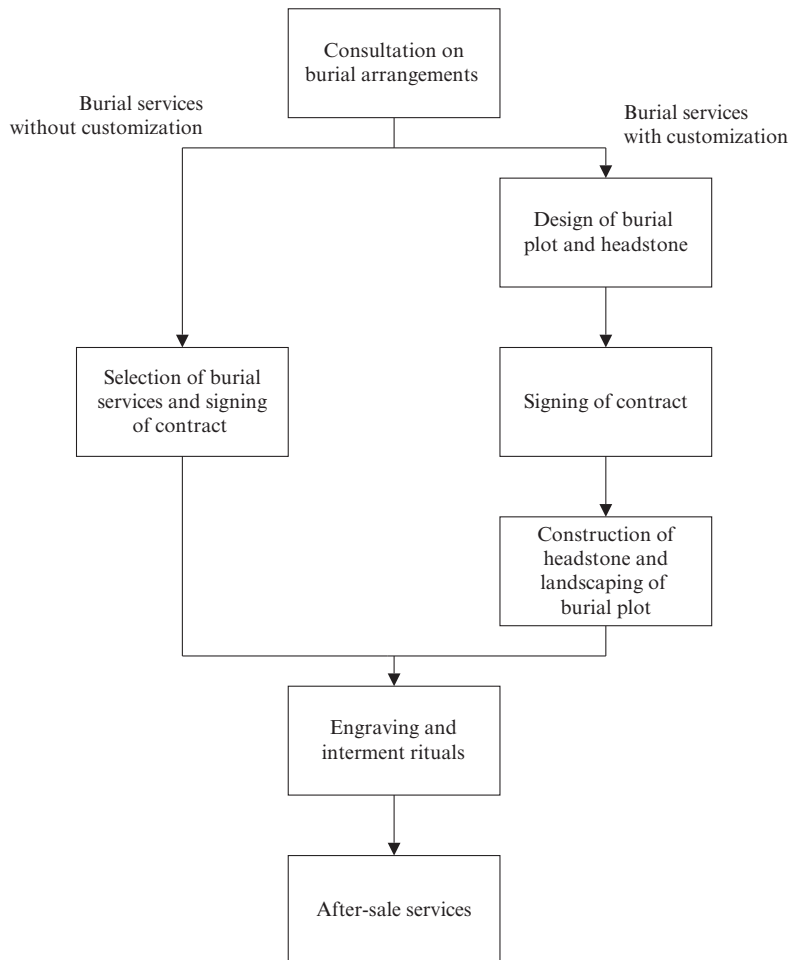 Consultation on
burial arrangements
Burial services
without customization
Burial services
with customization
Design of burial
plot and headstone
Selection of burial
services and signing
of contract
Signing of contract
Construction of
headstone and
landscaping of
burial plot
Engraving and
interment rituals
After-sale services